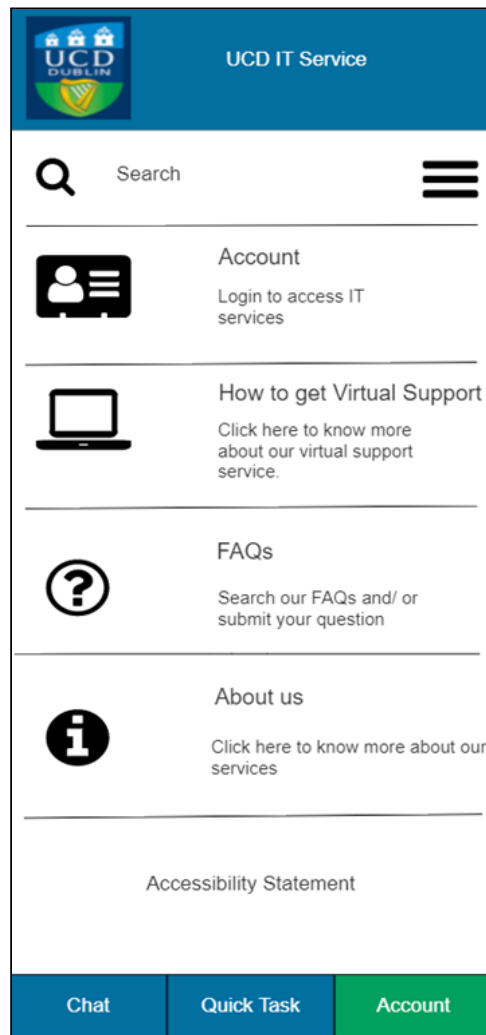 UCD
DUBLIN
UCD IT Service
Search
Account
Login to access IT
services
How to get Virtual Support
Click here to know more
about our virtual support
service.
FAQs
Search our FAQs and/ or
submit your question
About us
Click here to know more about our
services
Accessibility Statement
Chat
Quick Task
Account